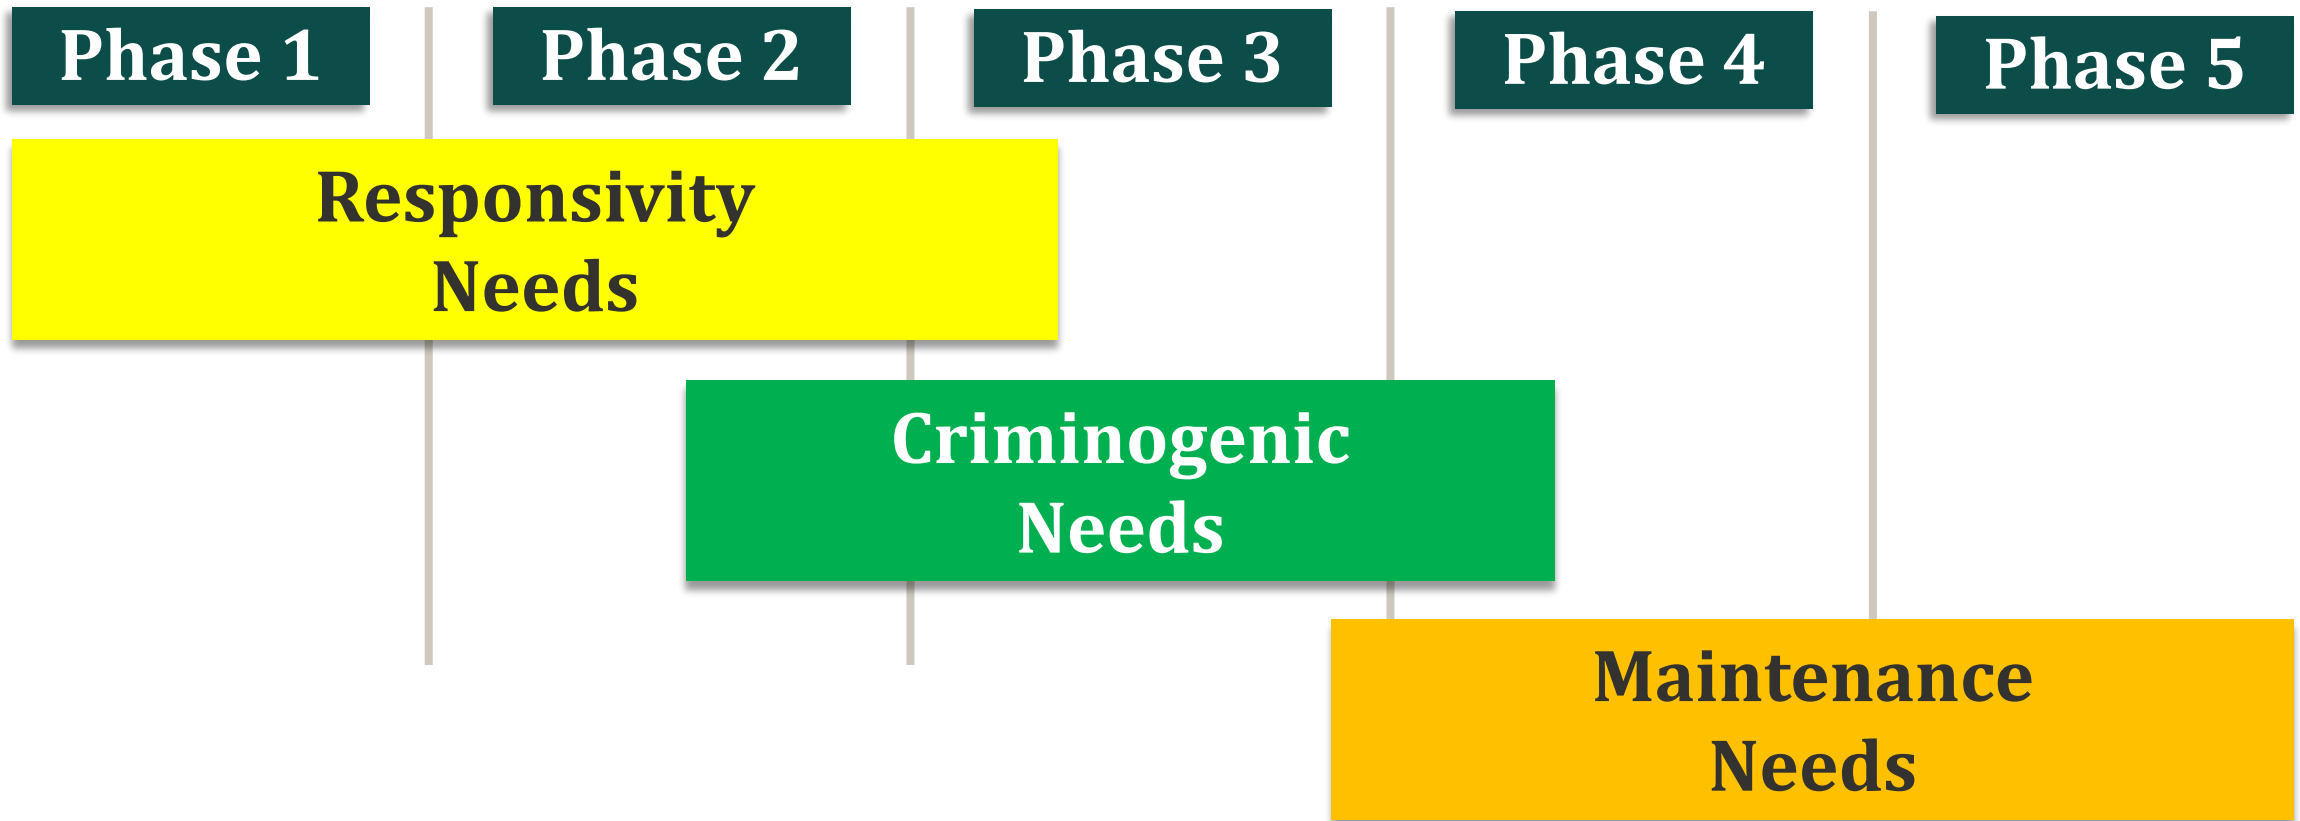 Phase 1
Phase 2
Phase 3
Phase 4
Phase 5
Responsivity
Needs
Criminogenic
Needs
Maintenance
Needs